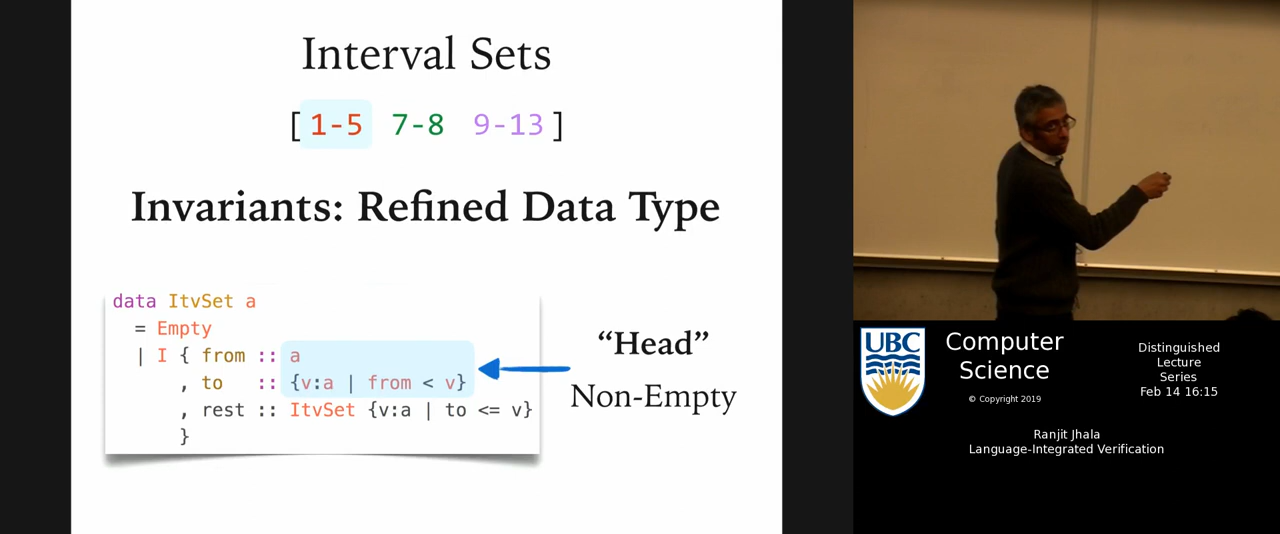 Interval Sets
[ 1-5 7-8 9-13 ]
Invariants: Refined Data Type
data ItvSet a
= Empty
| I { from :: a
, to :: {v:a | from < v}
, rest :: ItvSet {v:a | to <= v}
}
“Head”
Non-Empty
UBC
Computer
Science
© Copyright 2019
Distinguished
Lecture
Series
Feb 14 16:15
Ranjit Jhala
Language-Integrated Verification